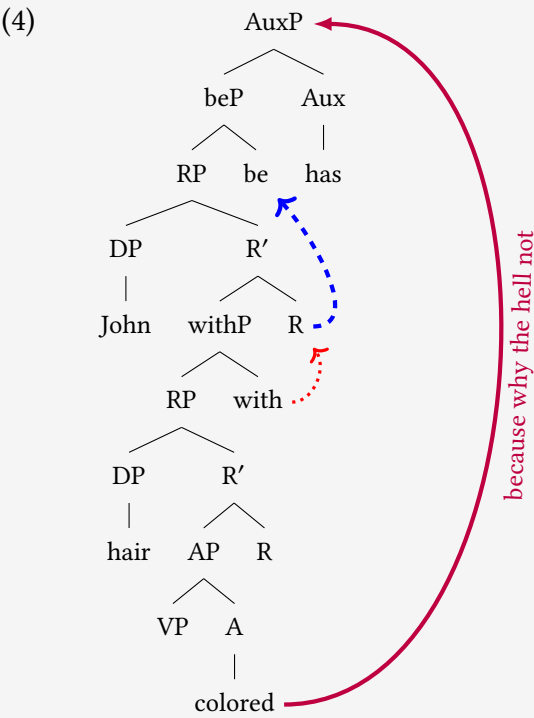 (4)
AuxP
beP Aux
RP be has
DP R′
John withP R
RP with
DP R′
hair AP R
VP A
colored
because why the hell not